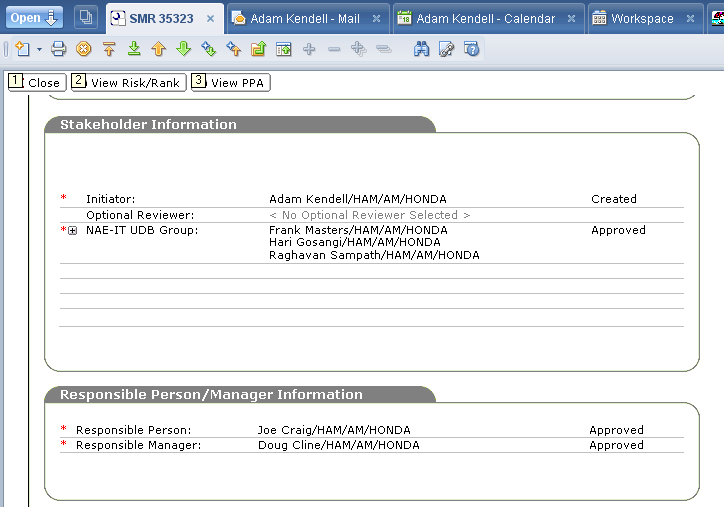 Open
SMR 35323
Adam Kendell - Mail
Adam Kendell - Calendar
Workspace
1 Close
2 View Risk/Rank
3 View PPA
Stakeholder Information
* Initiator: Adam Kendell/HAM/AM/HONDA Created
Optional Reviewer: < No Optional Reviewer Selected >
* NAE-IT UDB Group: Frank Masters/HAM/AM/HONDA Approved
Hari Gosangi/HAM/AM/HONDA
Raghavan Sampath/HAM/AM/HONDA
Responsible Person/Manager Information
* Responsible Person: Joe Craig/HAM/AM/HONDA Approved
* Responsible Manager: Doug Cline/HAM/AM/HONDA Approved